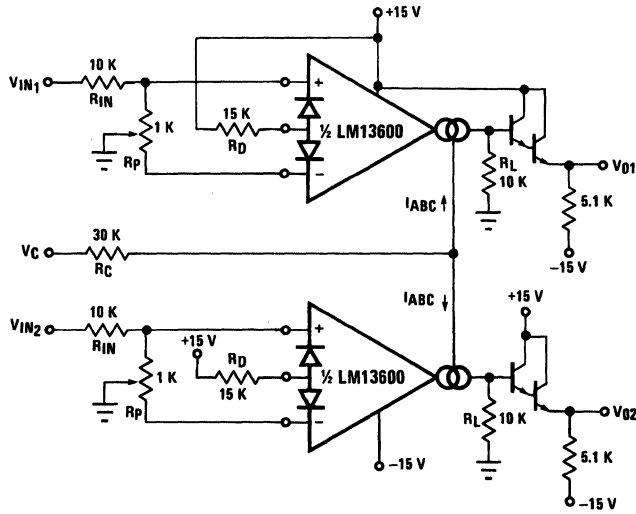 +15 V
10 K
VIN1
RIN
15 K
1 K
RD
RP
+
½ LM13600
−
RL
10 K
VO1
IABC ↑
5.1 K
−15 V
30 K
VC
RC
IABC ↓
+15 V
10 K
VIN2
RIN
+15 V
RD
1 K
15 K
RP
+
½ LM13600
−
RL
10 K
VO2
5.1 K
−15 V
−15 V